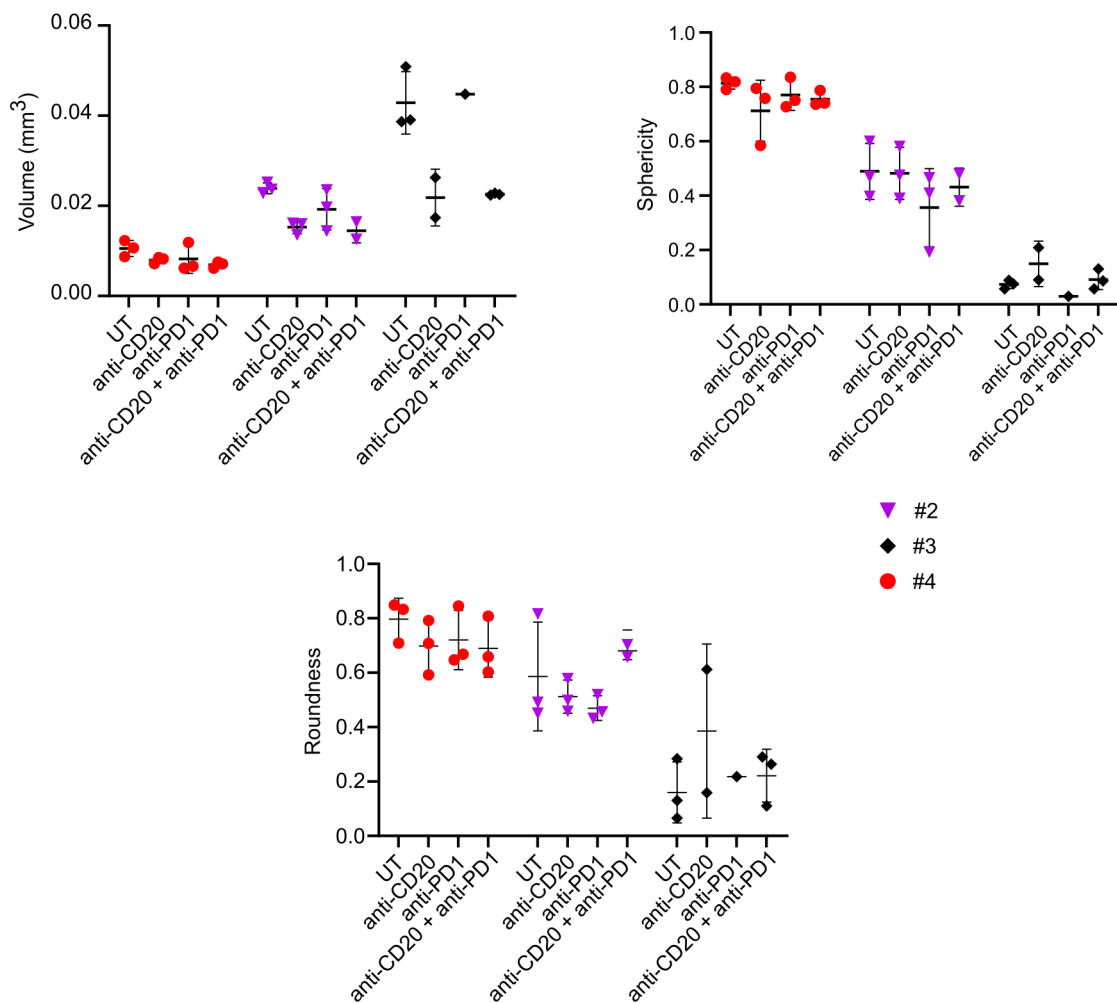 Volume (mm³)
0.06
0.04
0.02
0.00
UT
anti-CD20
anti-PD1
anti-CD20 + anti-PD1
UT
anti-CD20
anti-PD1
anti-CD20 + anti-PD1
UT
anti-CD20
anti-PD1
anti-CD20 + anti-PD1
Sphericity
1.0
0.8
0.6
0.4
0.2
0.0
UT
anti-CD20
anti-PD1
anti-CD20 + anti-PD1
UT
anti-CD20
anti-PD1
anti-CD20 + anti-PD1
UT
anti-CD20
anti-PD1
anti-CD20 + anti-PD1
#2
#3
#4
Roundness
1.0
0.8
0.6
0.4
0.2
0.0
UT
anti-CD20
anti-PD1
anti-CD20 + anti-PD1
UT
anti-CD20
anti-PD1
anti-CD20 + anti-PD1
UT
anti-CD20
anti-PD1
anti-CD20 + anti-PD1